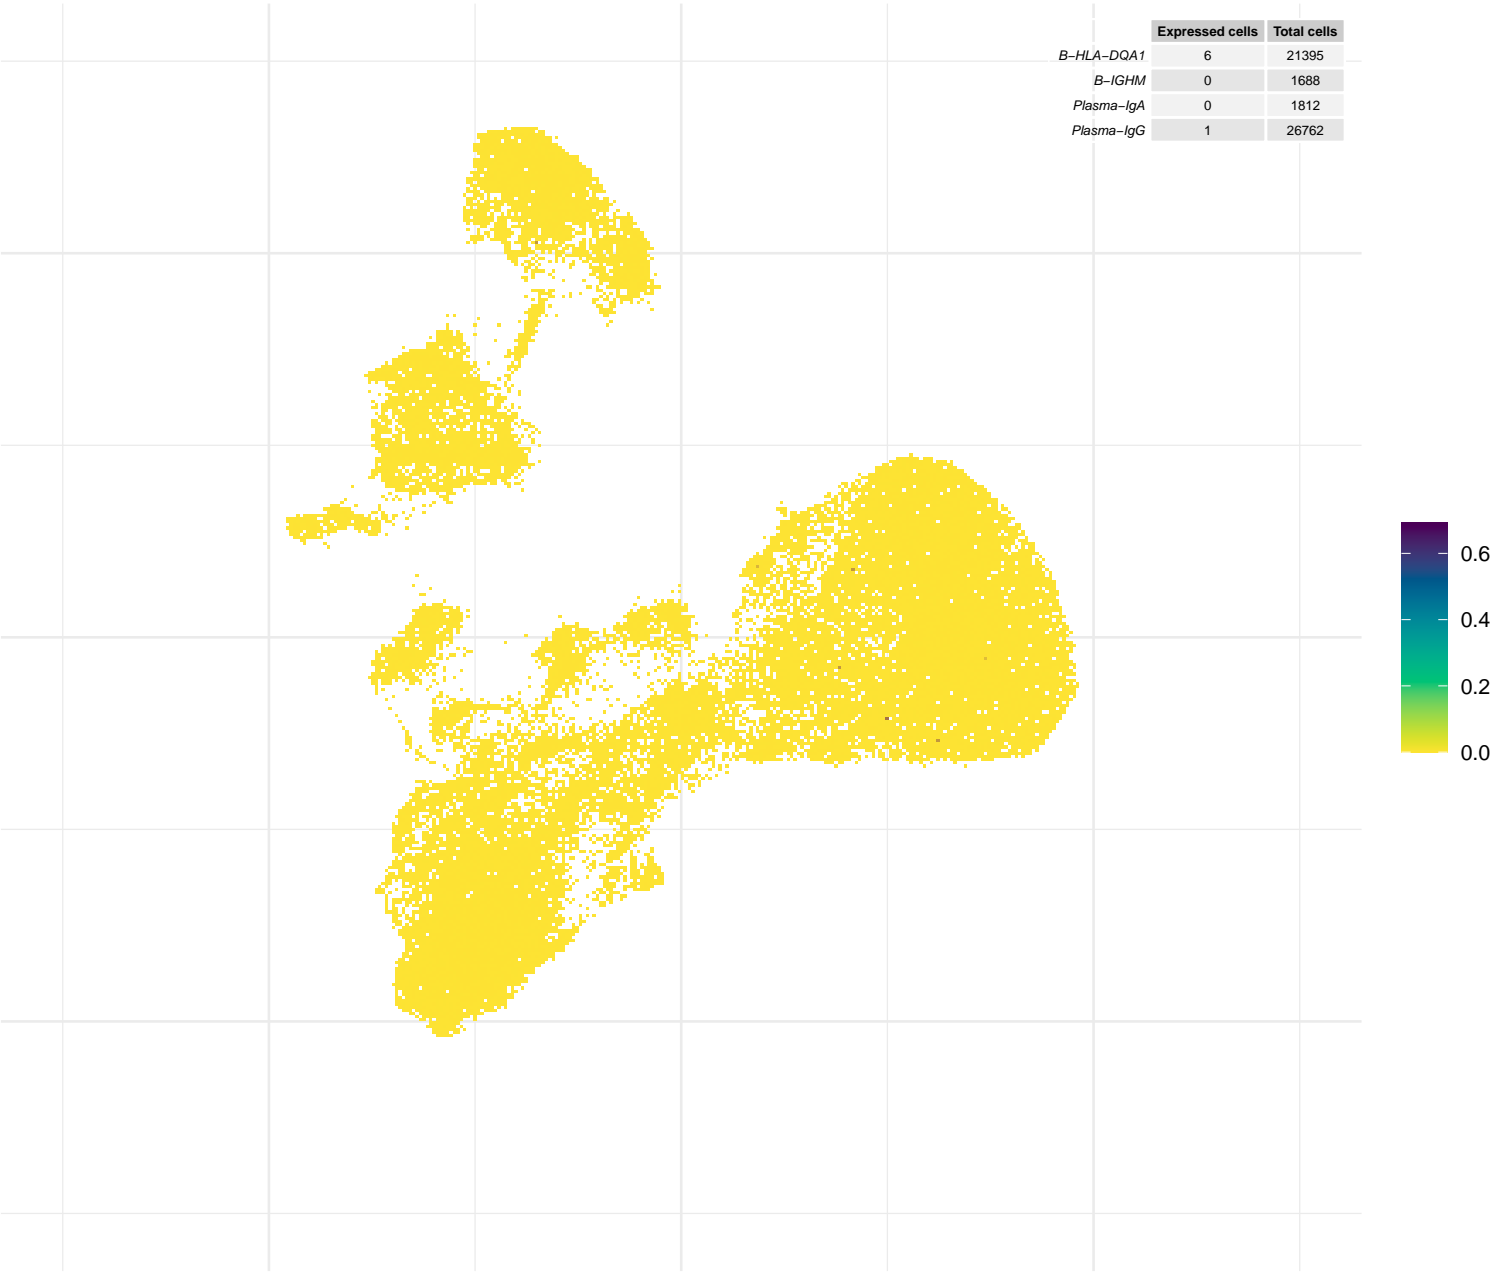 Expressed cells Total cells
B−HLA−DQA1 6 21395
B−IGHM 0 1688
Plasma−IgA 0 1812
Plasma−IgG 1 26762
0.6
0.4
0.2
0.0